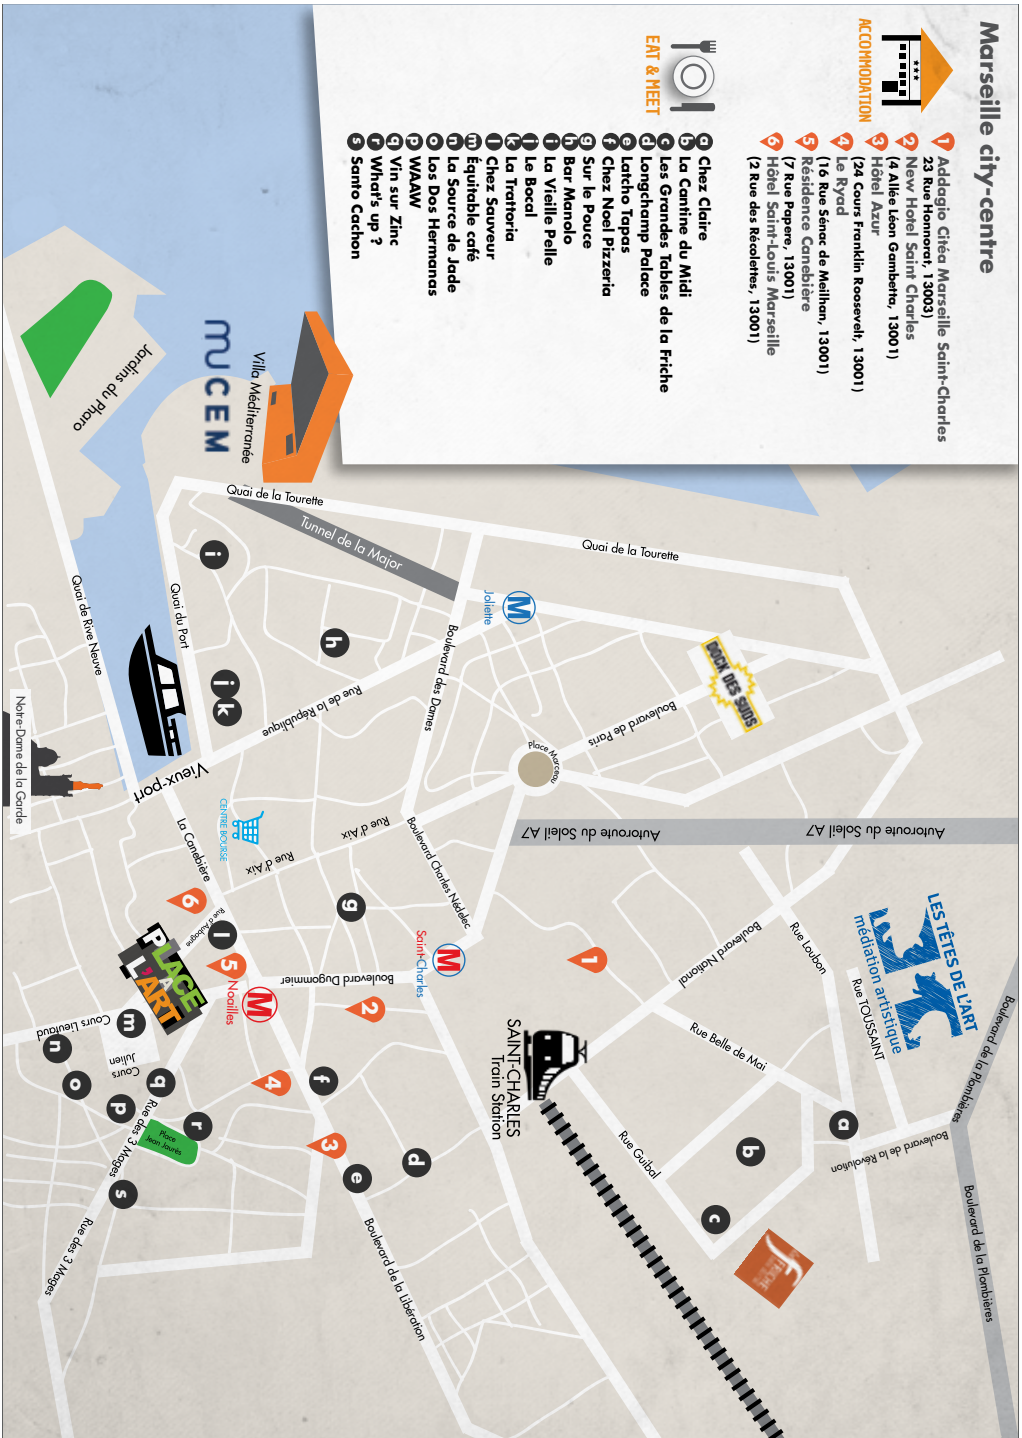 Marseille city-centre
ACCOMMODATION
1 Addagio Citéa Marseille Saint-Charles
23 Rue Honnorat, 13003)
2 New Hotel Saint Charles
(4 Allée Léon Gambetta, 13001)
3 Hôtel Azur
(24 Cours Franklin Roosevelt, 13001)
4 Le Ryad
(16 Rue Sénac de Meilhan, 13001)
5 Résidence Canebière
(7 Rue Papere, 13001)
6 Hôtel Saint-Louis Marseille
(2 Rue des Récolettes, 13001)
EAT & MEET
a Chez Claire
b La Cantine du Midi
c Les Grandes Tables de la Friche
d Longchamp Palace
e Latcho Tapas
f Chez Noel Pizzeria
g Sur le Pouce
h Bar Manolo
i La Vieille Pelle
j Le Bocal
k La Trattoria
l Chez Sauveur
m Équitable café
n La Source de Jade
o Los Dos Hermanas
p WAAW
q Vin sur Zinc
r What's up ?
s Santo Cachon
Jardins du Pharo
MUCEM
Villa Méditerranée
Quai de la Tourette
Tunnel de la Major
Quai de la Tourette
Quai de Rive Neuve
Quai du Port
i
h
j
k
M
Joliette
Boulevard des Dames
Rue de la République
DOCK DES SUDS
Boulevard de Paris
Place Marceau
Vieux-port
Notre-Dame de la Garde
CENTRE BOURSE
La Canebière
Rue d'Aix
Rue d'Aix
Boulevard Charles Nédelec
Autoroute du Soleil A7
Autoroute du Soleil A7
6
Rue d'Aubagne
l
5
g
PLACE
À
L'ART
M
Noailles
Boulevard Dugommier
2
M
Saint-Charles
1
Boulevard National
Rue Loubon
LES TÊTES DE L'ART
médiation artistique
Rue TOUSSAINT
Boulevard de la Plombières
Rue Belle de Mai
SAINT-CHARLES
Train Station
Cours Lieutaud
m
n
o
Cours
Julien
p
q
r
s
Rue des 3 Mages
Place
Jean Jaurès
Rue des 3 Mages
4
f
3
e
d
Boulevard de la Libération
Rue Guibal
a
b
c
Boulevard de la Révolution
Boulevard de la Plombières
FRICHE